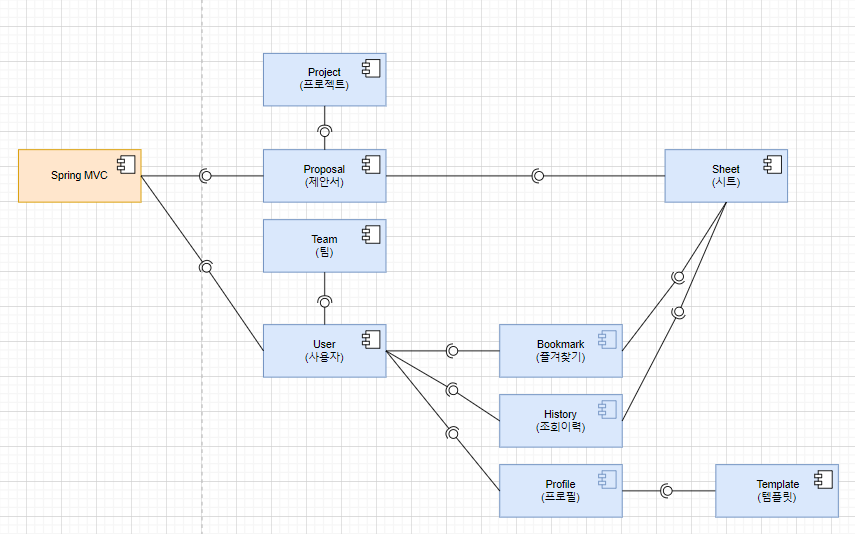 Project
(프로젝트)
Spring MVC
Proposal
(제안서)
Sheet
(시트)
Team
(팀)
User
(사용자)
Bookmark
(즐겨찾기)
History
(조회이력)
Profile
(프로필)
Template
(템플릿)